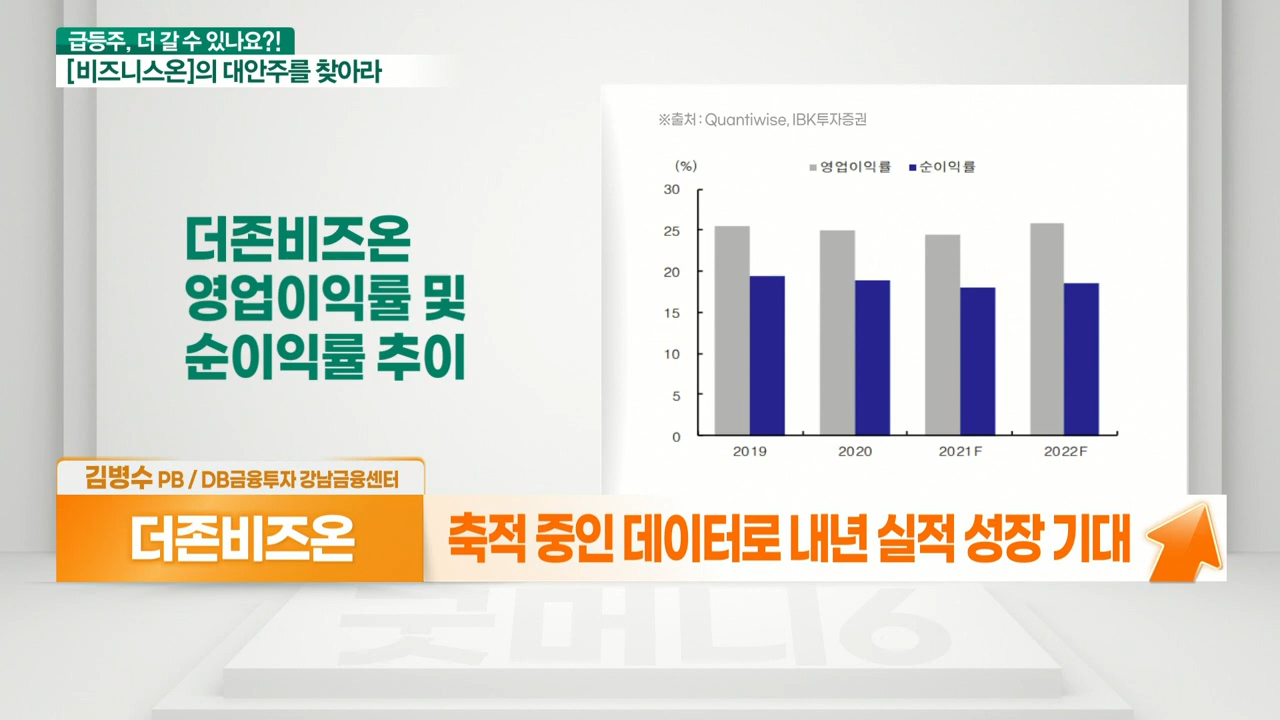 급등주, 더 갈 수 있나요?!
[비즈니스온]의 대안주를 찾아라
※출처 : Quantiwise, IBK투자증권
(%)
영업이익률 순이익률
30
25
20
15
10
5
0
2019 2020 2021F 2022F
더존비즈온
영업이익률 및
순이익률 추이
김병수 PB / DB금융투자 강남금융센터
더존비즈온
축적 중인 데이터로 내년 실적 성장 기대
굿머니6